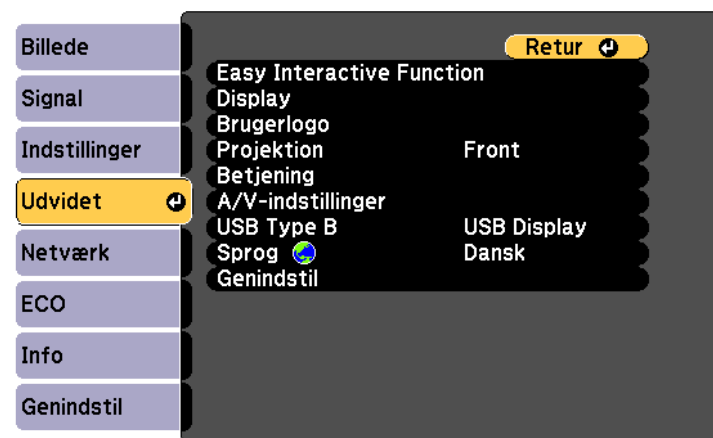 Billede
Signal
Indstillinger
Udvidet
Netværk
ECO
Info
Genindstil
Retur
Easy Interactive Function
Display
Brugerlogo
Projektion Front
Betjening
A/V-indstillinger
USB Type B USB Display
Sprog Dansk
Genindstil